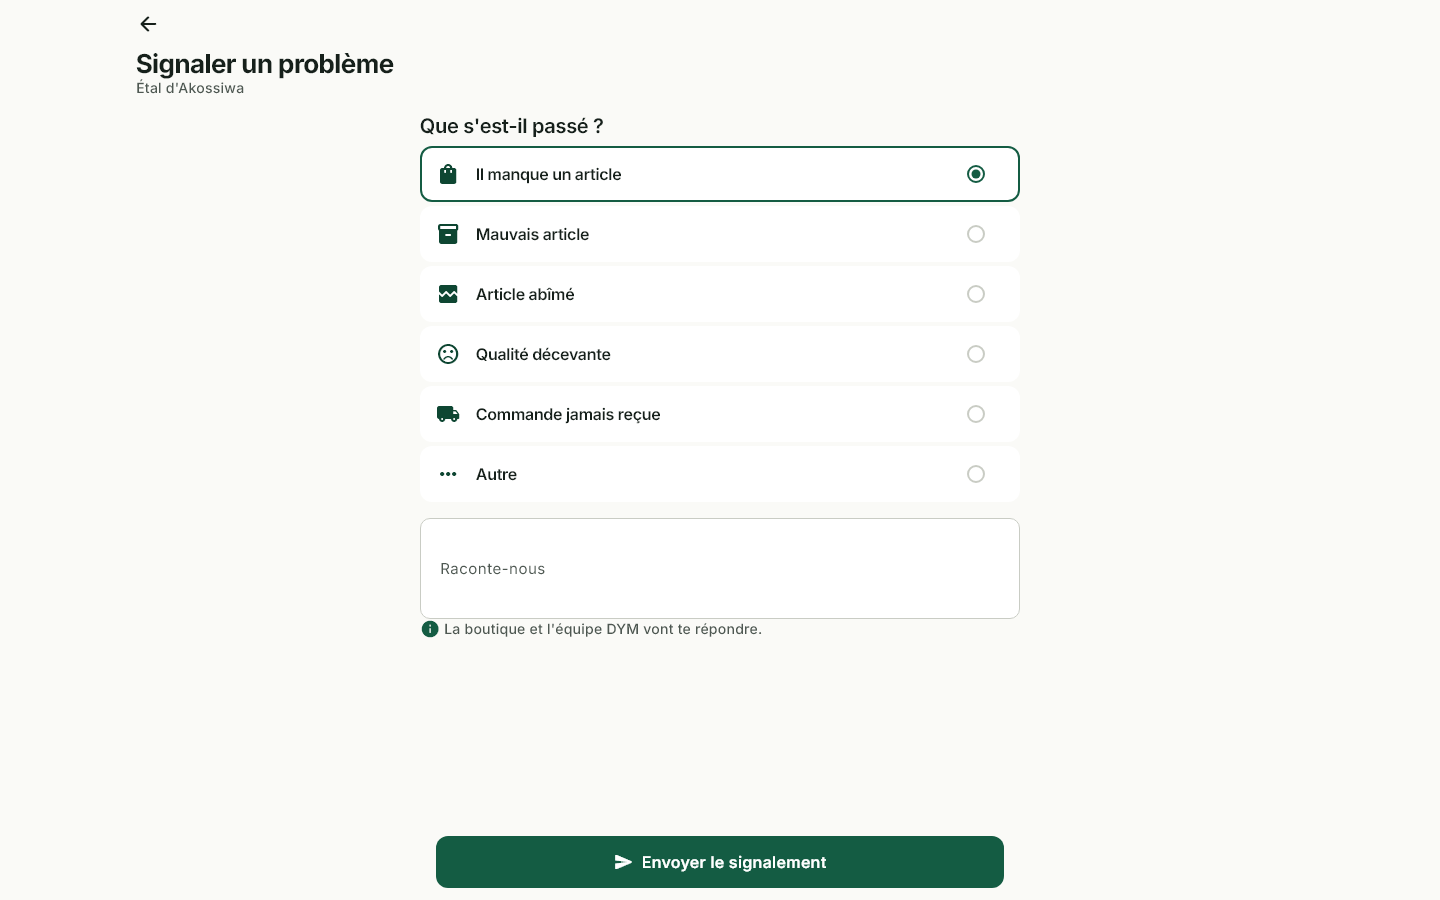 Signaler un problème
Étal d'Akossiwa
Que s'est-il passé ?
Il manque un article
Mauvais article
Article abîmé
Qualité décevante
Commande jamais reçue
Autre
Raconte-nous
La boutique et l'équipe DYM vont te répondre.
Envoyer le signalement